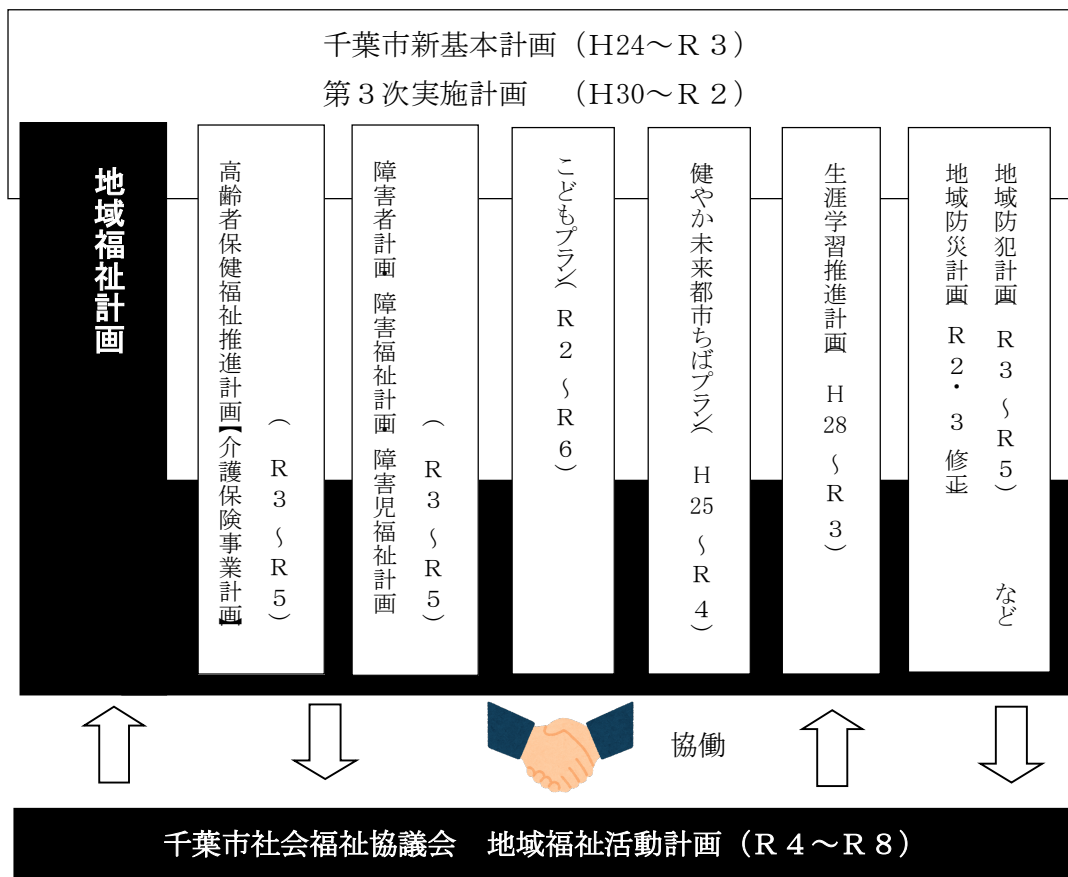 千葉市新基本計画（H24～R３）
第３次実施計画　（H30～R２）
地域福祉計画
高齢者保健福祉推進計画【介護保険事業計画】
（R３～R５）
障害者計画・障害福祉計画・障害児福祉計画
（R３～R５）
こどもプラン（R２～R６）
健やか未来都市ちばプラン（H25～R４）
生涯学習推進計画（H28～R３）
地域防犯計画（R３～R５）　など
地域防災計画（R２・３修正）
協働
千葉市社会福祉協議会　地域福祉活動計画（R４～R８）